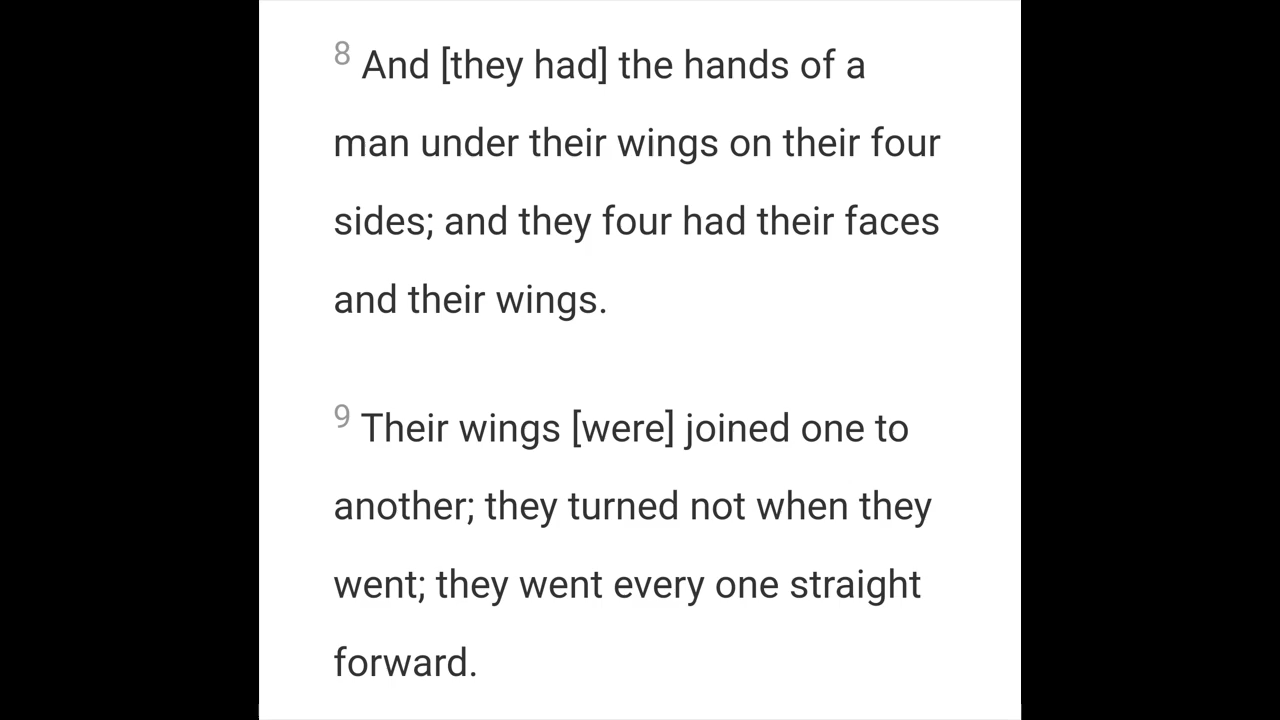 8 And [they had] the hands of a
man under their wings on their four
sides; and they four had their faces
and their wings.
9 Their wings [were] joined one to
another; they turned not when they
went; they went every one straight
forward.